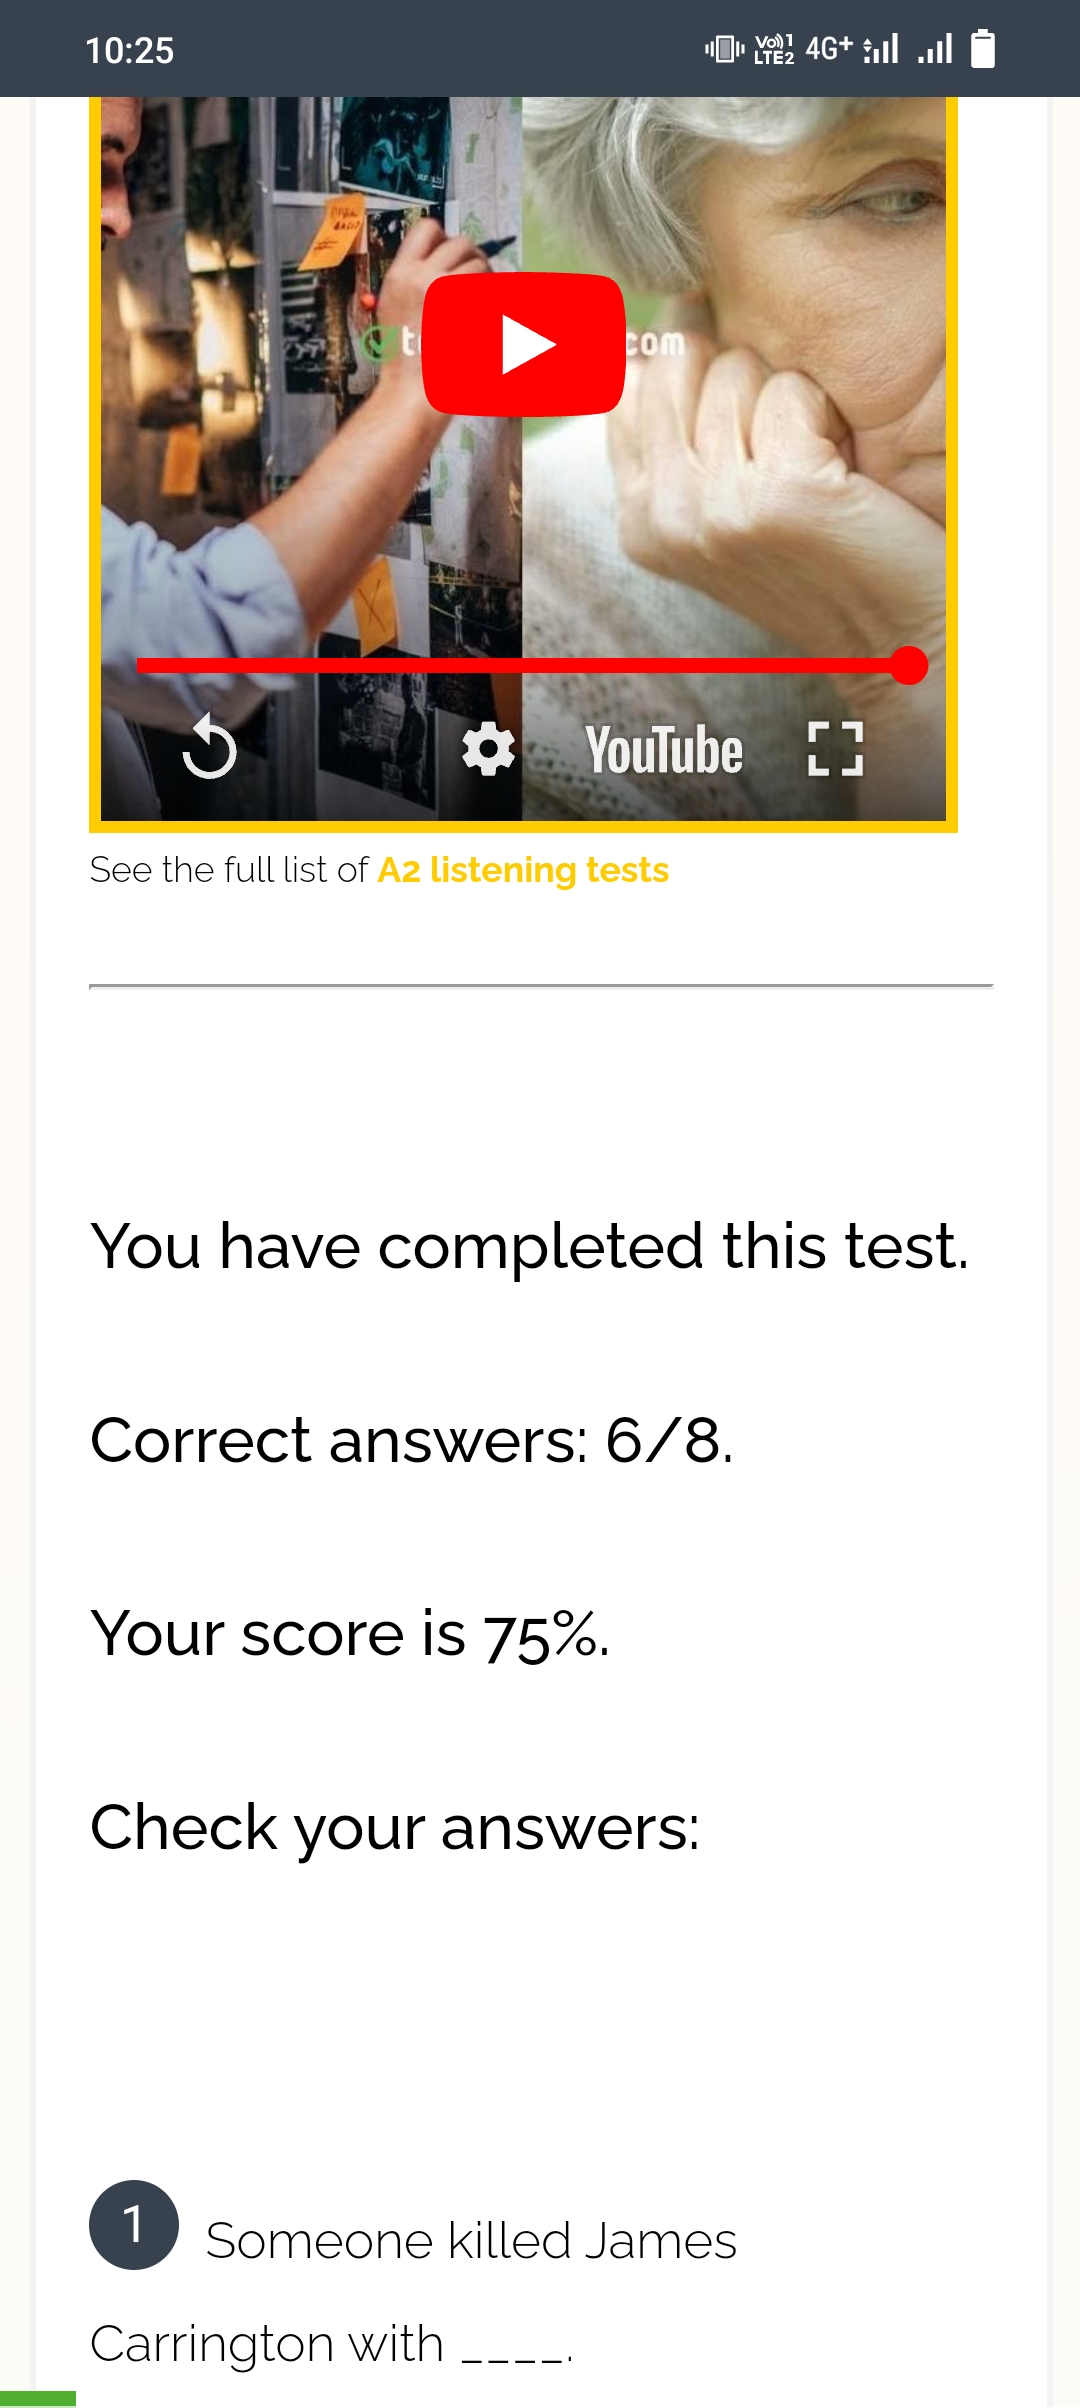 10:25
Vo))1 LTE2 4G+
com
YouTube
See the full list of A2 listening tests
You have completed this test.
Correct answers: 6/8.
Your score is 75%.
Check your answers:
1 Someone killed James
Carrington with ____.